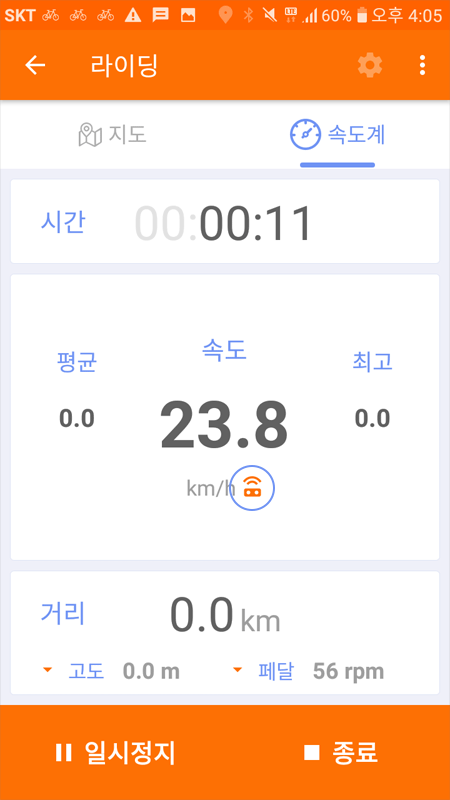 SKT 60% 오후 4:05
라이딩
지도 속도계
시간 00:00:11
평균 속도 최고
0.0 23.8 0.0
km/h
거리 0.0 km
고도 0.0 m 페달 56 rpm
일시정지 종료